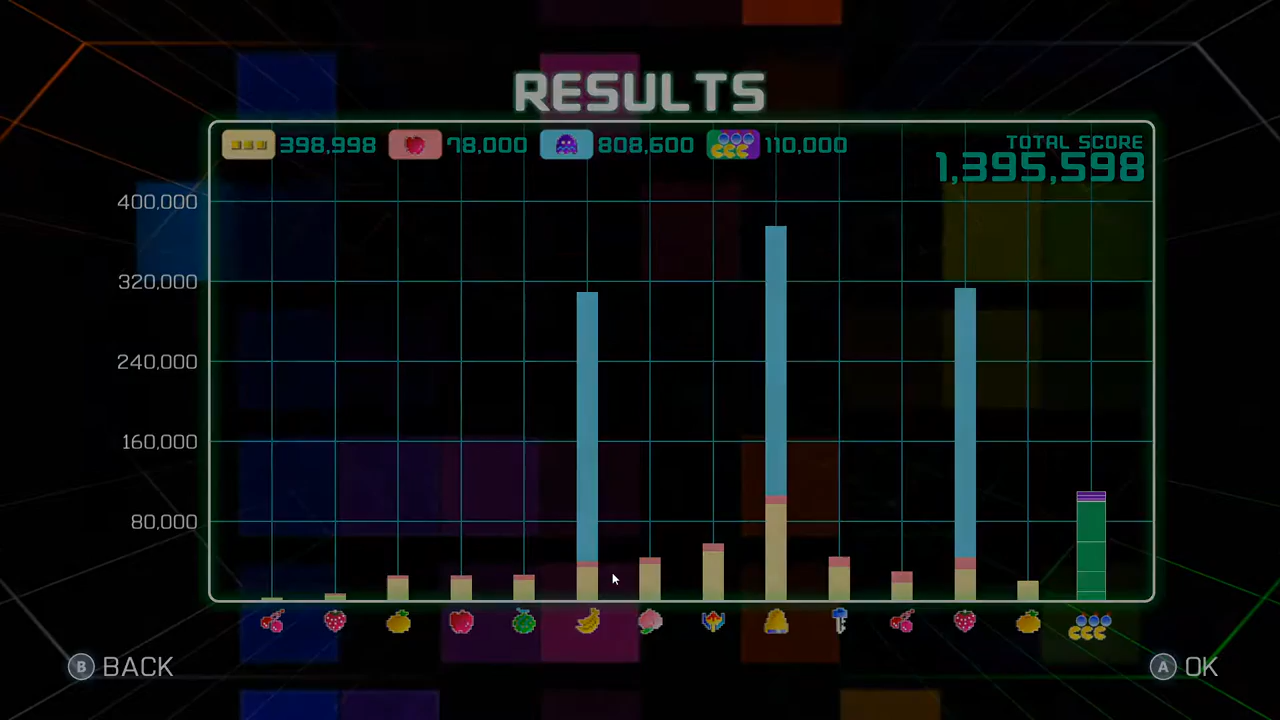 RESULTS
398,998 78,000 808,600 110,000
TOTAL SCORE
1,395,598
400,000
320,000
240,000
160,000
80,000
B BACK
A OK